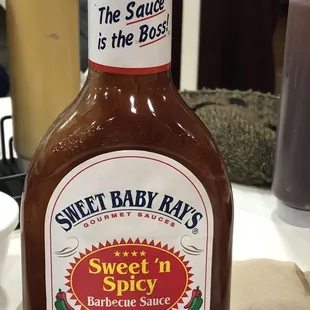 The Sauce
is the Boss!
SWEET BABY RAY'S
®
GOURMET SAUCES
Sweet 'n
Spicy
Barbecue Sauce